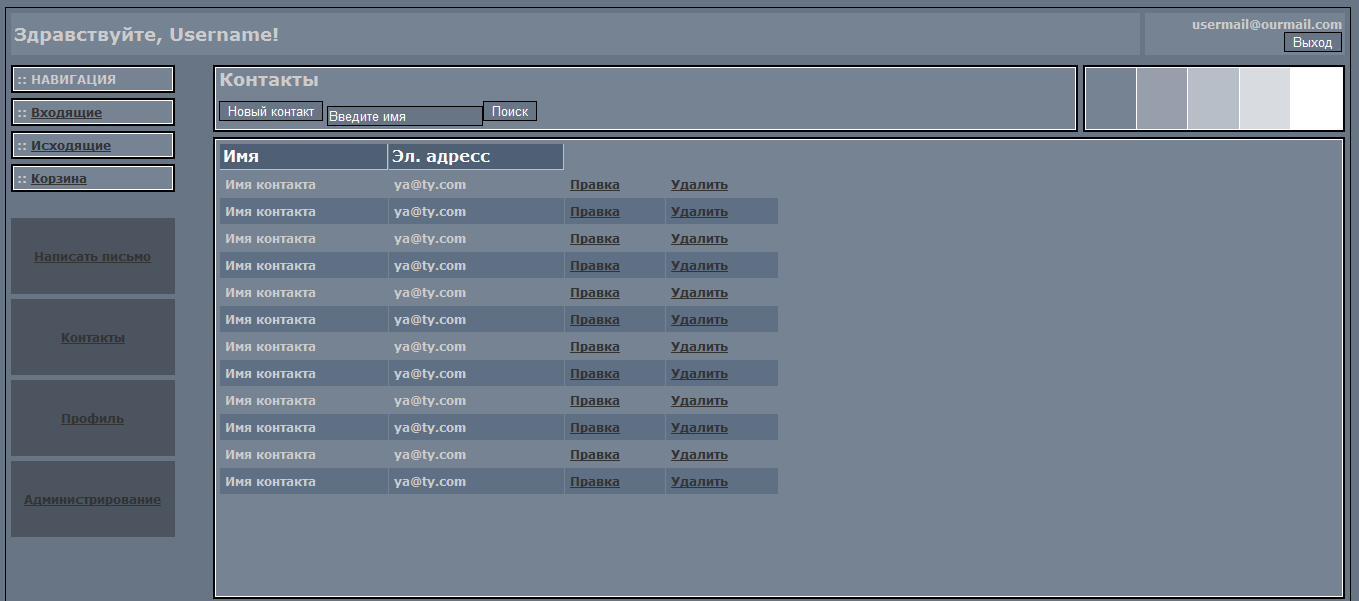 Здравствуйте, Username!
usermail@ourmail.com
Выход
:: НАВИГАЦИЯ
:: Входящие
:: Исходящие
:: Корзина
Написать письмо
Контакты
Профиль
Администрирование
Контакты
Новый контакт Введите имя Поиск
Имя Эл. адресс
Имя контакта ya@ty.com Правка Удалить
Имя контакта ya@ty.com Правка Удалить
Имя контакта ya@ty.com Правка Удалить
Имя контакта ya@ty.com Правка Удалить
Имя контакта ya@ty.com Правка Удалить
Имя контакта ya@ty.com Правка Удалить
Имя контакта ya@ty.com Правка Удалить
Имя контакта ya@ty.com Правка Удалить
Имя контакта ya@ty.com Правка Удалить
Имя контакта ya@ty.com Правка Удалить
Имя контакта ya@ty.com Правка Удалить
Имя контакта ya@ty.com Правка Удалить